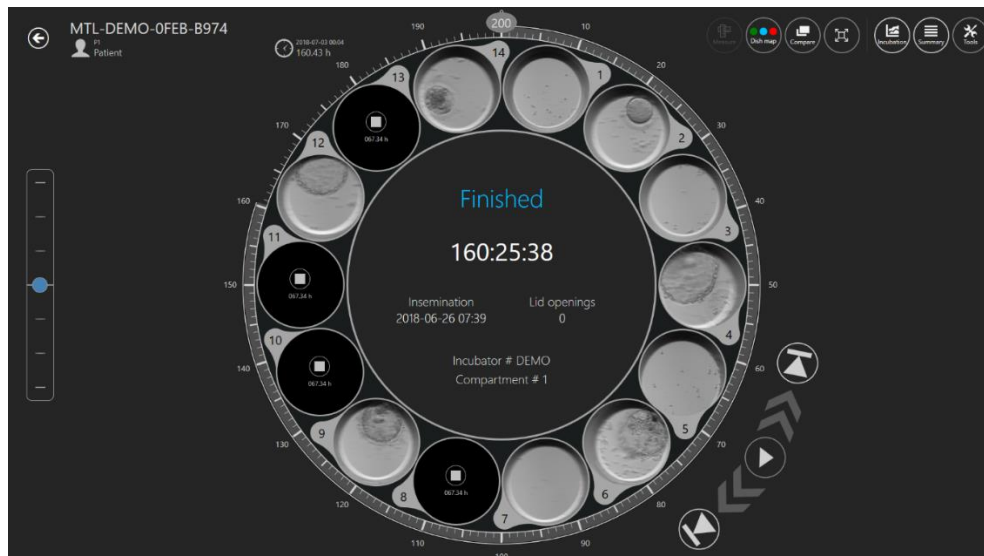 MTL-DEMO-0FEB-B974
P1
Patient
2018-07-03 00:04
160.43 h
Measure
Dish map
Compare
Incubation
Summary
Tools
200
10
20
30
40
50
60
70
80
90
100
110
120
130
140
150
160
170
180
190
1
2
3
4
5
6
7
8
067.34 h
9
10
067.34 h
11
067.34 h
12
13
067.34 h
14
Finished
160:25:38
Insemination
2018-06-26 07:39
Lid openings
0
Incubator # DEMO
Compartment # 1